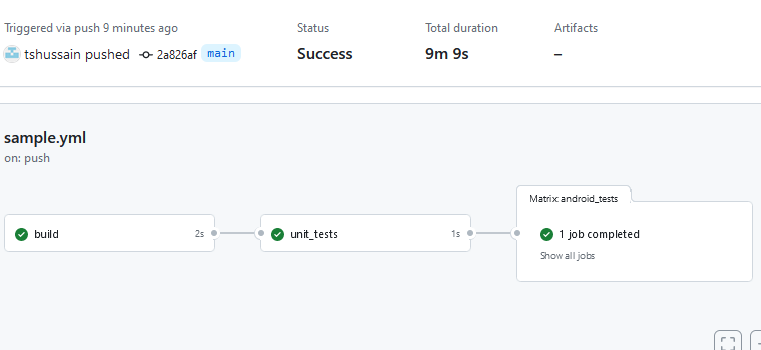 Triggered via push 9 minutes ago
tshussain pushed 2a826af main
Status
Success
Total duration
9m 9s
Artifacts
–
sample.yml
on: push
build 2s
unit_tests 1s
Matrix: android_tests
1 job completed
Show all jobs